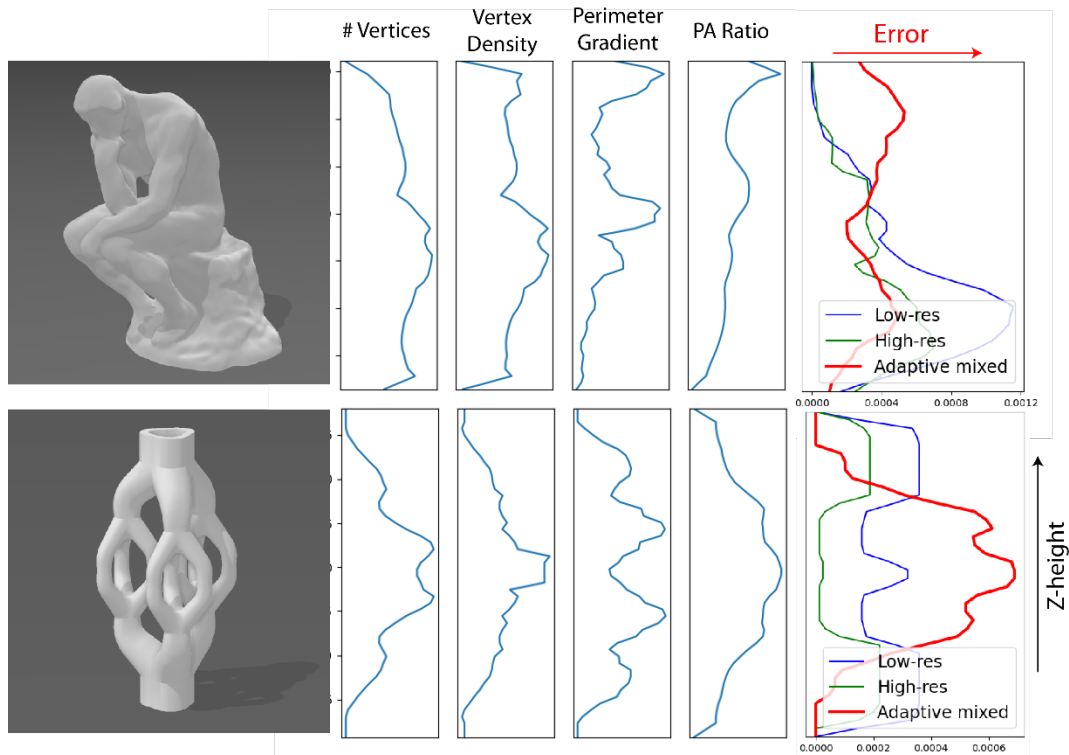 # Vertices
Vertex
Density
Perimeter
Gradient
PA Ratio
Error
Low-res
High-res
Adaptive mixed
0.0000 0.0004 0.0008 0.0012
Z-height
Low-res
High-res
Adaptive mixed
0.0000 0.0002 0.0004 0.0006